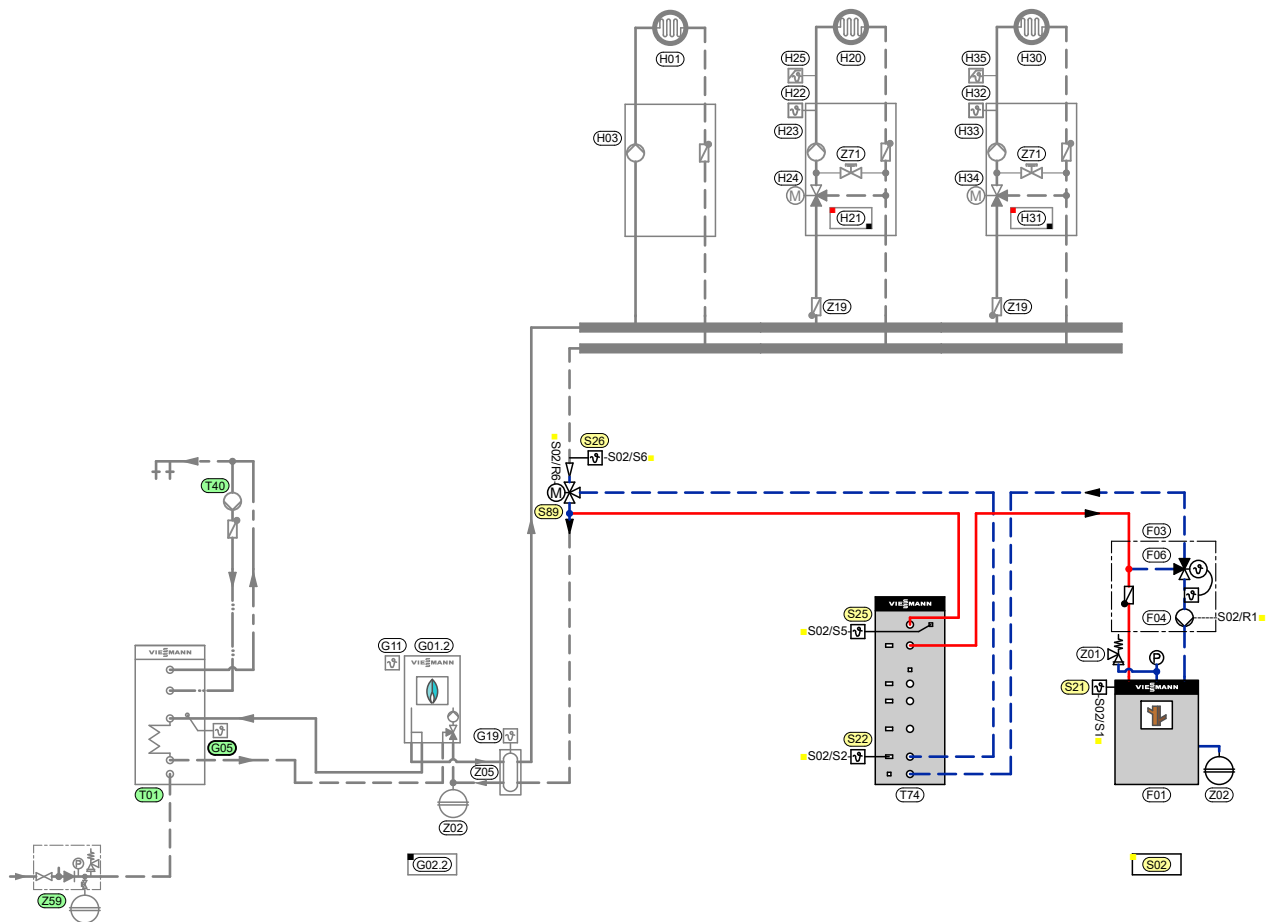 H01
H25
H20
H35
H30
H22
H32
H03
H23
H33
Z71
Z71
H24
H34
M
M
H21
H31
Z19
Z19
S02/R6
S26
-S02/S6
T40
M
S89
F03
F06
VIESMANN
S25
S02/S5
F04
S02/R1
Z01
P
G11
G01.2
VIESMANN
VIESMANN
S21
VIESMANN
S02/S1
G19
G05
S22
S02/S2
Z05
T01
T74
F01
Z02
Z02
P
G02.2
S02
Z59